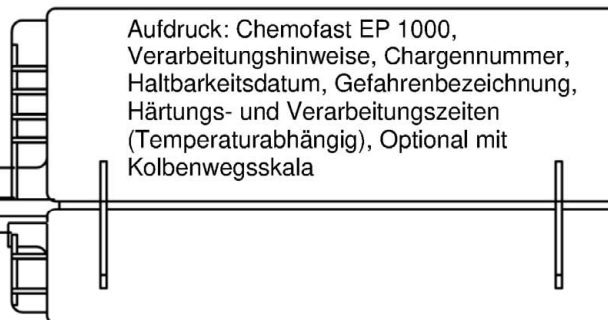 Aufdruck: Chemofast EP 1000,
Verarbeitungshinweise, Chargennummer,
Haltbarkeitsdatum, Gefahrenbezeichnung,
Härtungs- und Verarbeitungszeiten
(Temperaturabhängig), Optional mit
Kolbenwegsskala